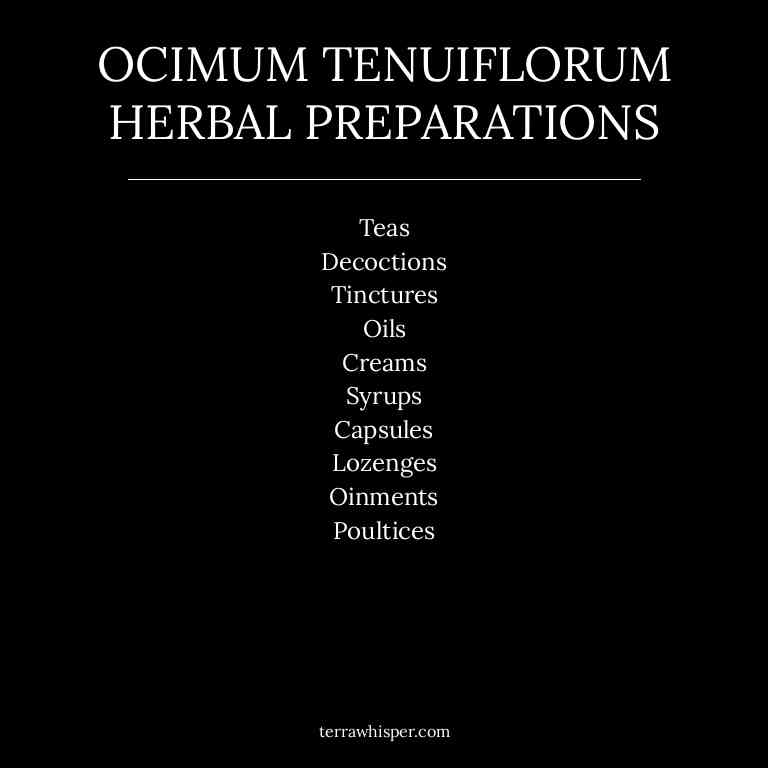 OCIMUM TENUIFLORUM
HERBAL PREPARATIONS
Teas
Decoctions
Tinctures
Oils
Creams
Syrups
Capsules
Lozenges
Oinments
Poultices
terrawhisper.com